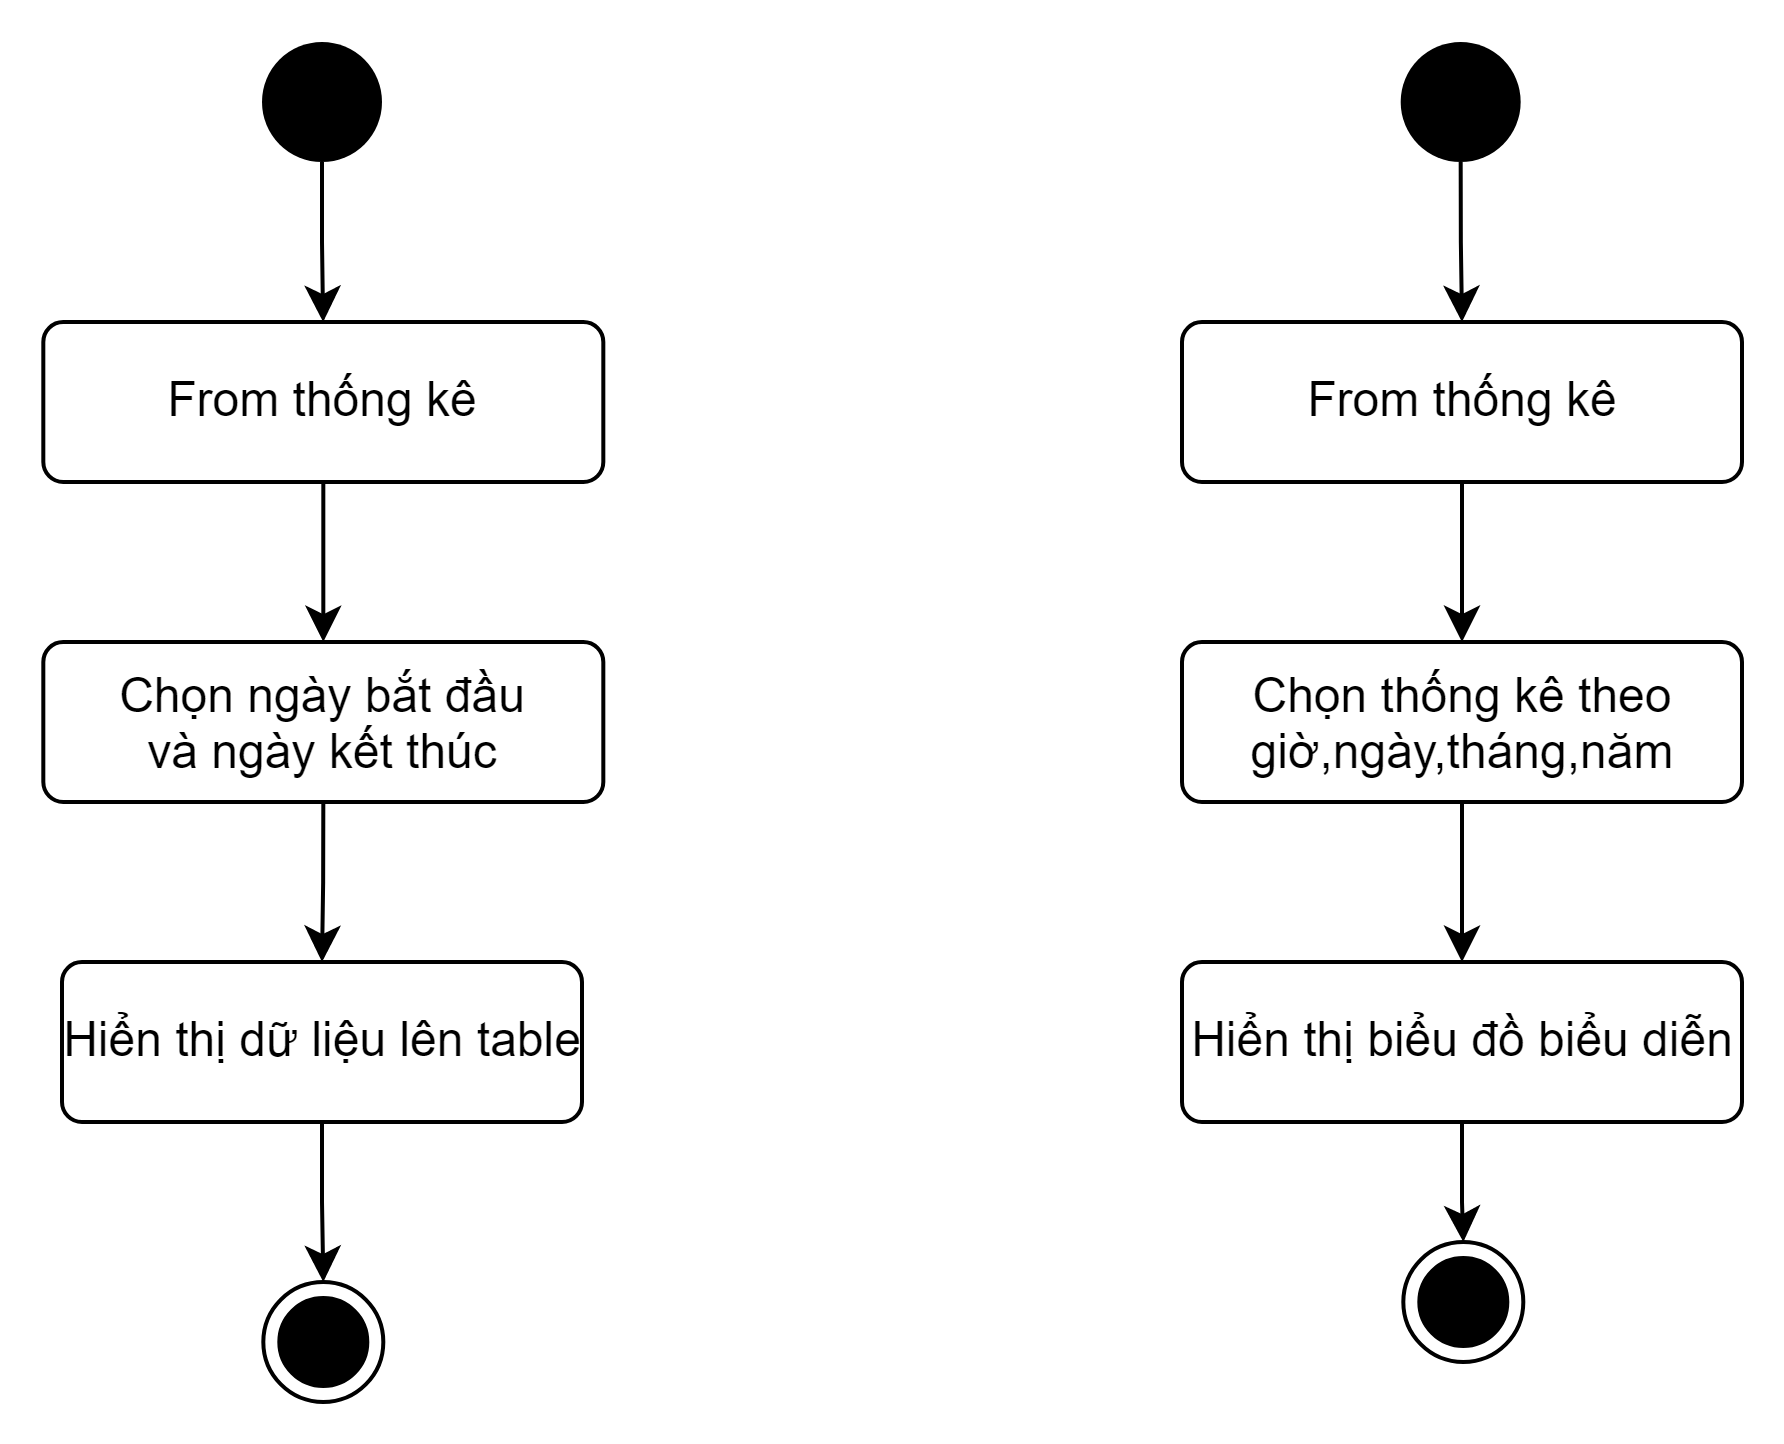 From thống kê
Chọn ngày bắt đầu
và ngày kết thúc
Hiển thị dữ liệu lên table
From thống kê
Chọn thống kê theo
giờ,ngày,tháng,năm
Hiển thị biểu đồ biểu diễn